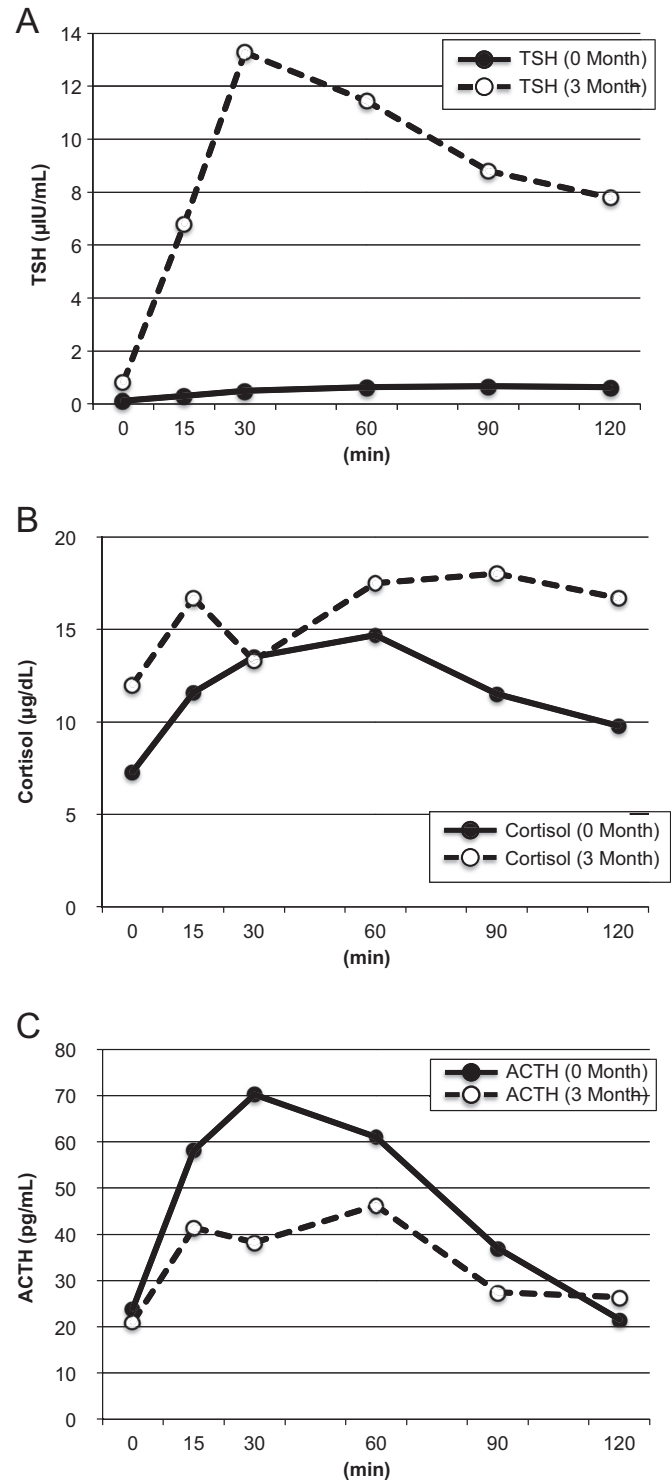 A
14
12
10
8
6
4
2
0
TSH (µIU/mL)
TSH (0 Month)
TSH (3 Month)
0 15 30 60 90 120
(min)
B
20
15
10
5
0
Cortisol (µg/dL)
Cortisol (0 Month)
Cortisol (3 Month)
0 15 30 60 90 120
(min)
C
80
70
60
50
40
30
20
10
0
ACTH (pg/mL)
ACTH (0 Month)
ACTH (3 Month)
0 15 30 60 90 120
(min)